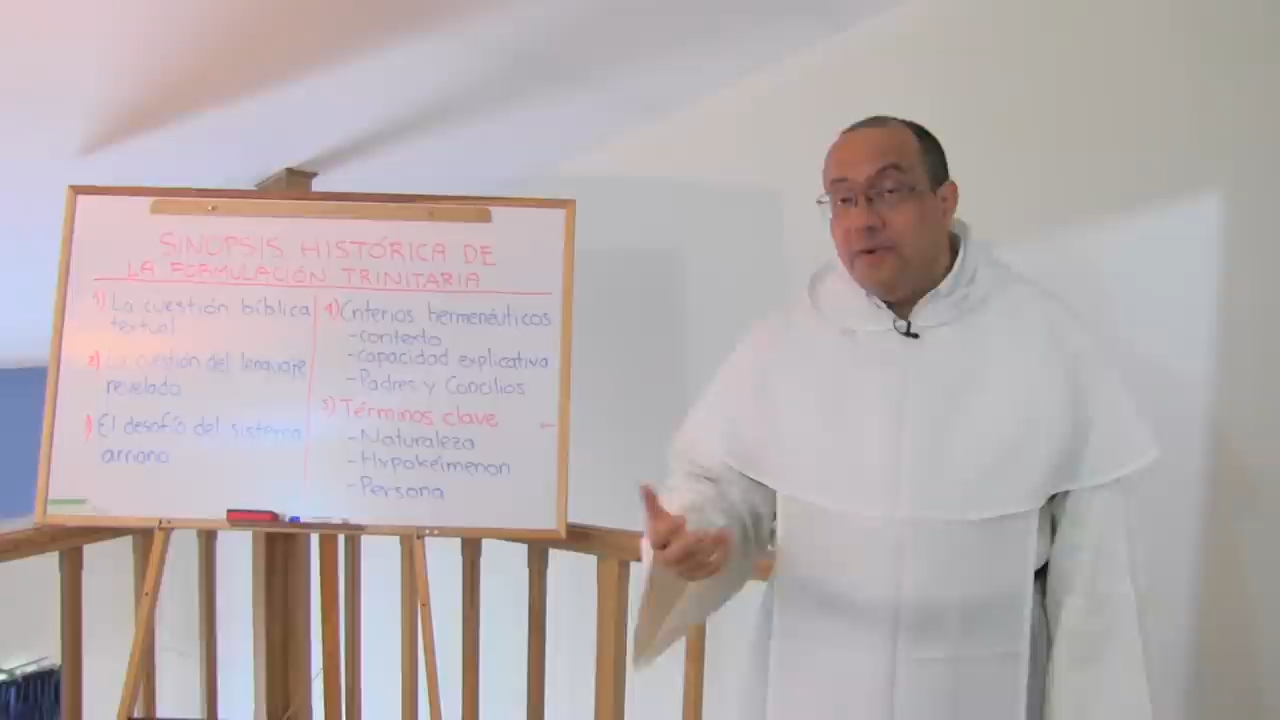 SINOPSIS HISTÓRICA DE
LA FORMULACIÓN TRINITARIA
1) La cuestión bíblica
textual
2) La cuestión del lenguaje
revelado
3) El desafío del sistema
arriano
4) Criterios hermenéuticos
- contexto
- capacidad explicativa
- Padres y Concilios
5) Términos clave
- Naturaleza
- Hypokeímenon
- Persona